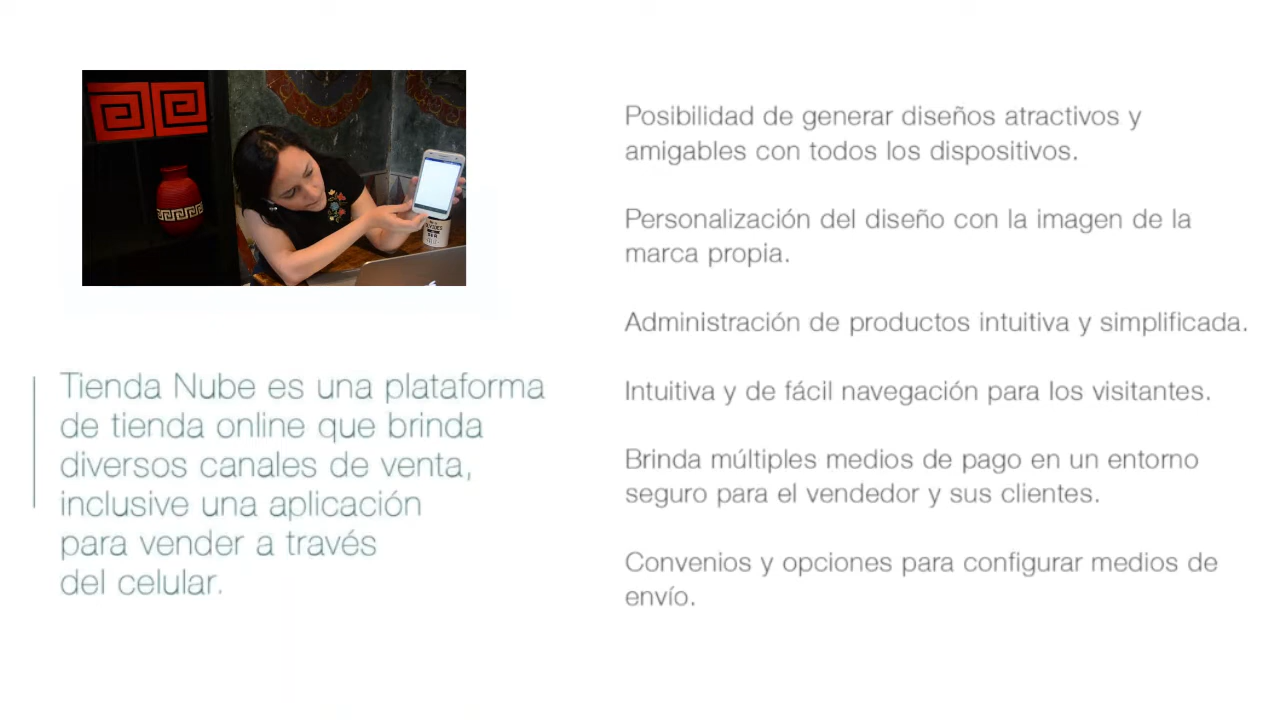 Tienda Nube es una plataforma
de tienda online que brinda
diversos canales de venta,
inclusive una aplicación
para vender a través
del celular.
Posibilidad de generar diseños atractivos y
amigables con todos los dispositivos.
Personalización del diseño con la imagen de la
marca propia.
Administración de productos intuitiva y simplificada.
Intuitiva y de fácil navegación para los visitantes.
Brinda múltiples medios de pago en un entorno
seguro para el vendedor y sus clientes.
Convenios y opciones para configurar medios de
envío.